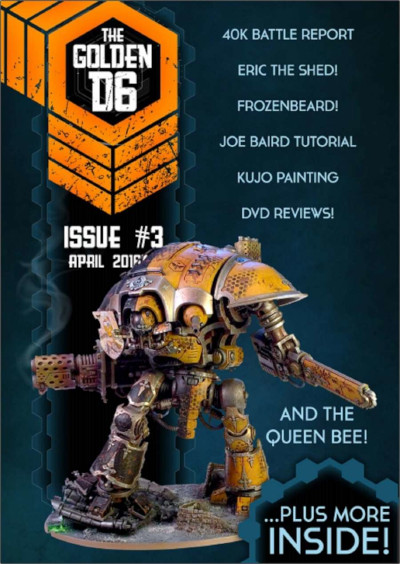 THE
GOLDEN
D6
ISSUE #3
APRIL 2016
40K BATTLE REPORT
ERIC THE SHED!
FROZENBEARD!
JOE BAIRD TUTORIAL
KUJO PAINTING
DVD REVIEWS!
AND THE
QUEEN BEE!
...PLUS MORE
INSIDE!